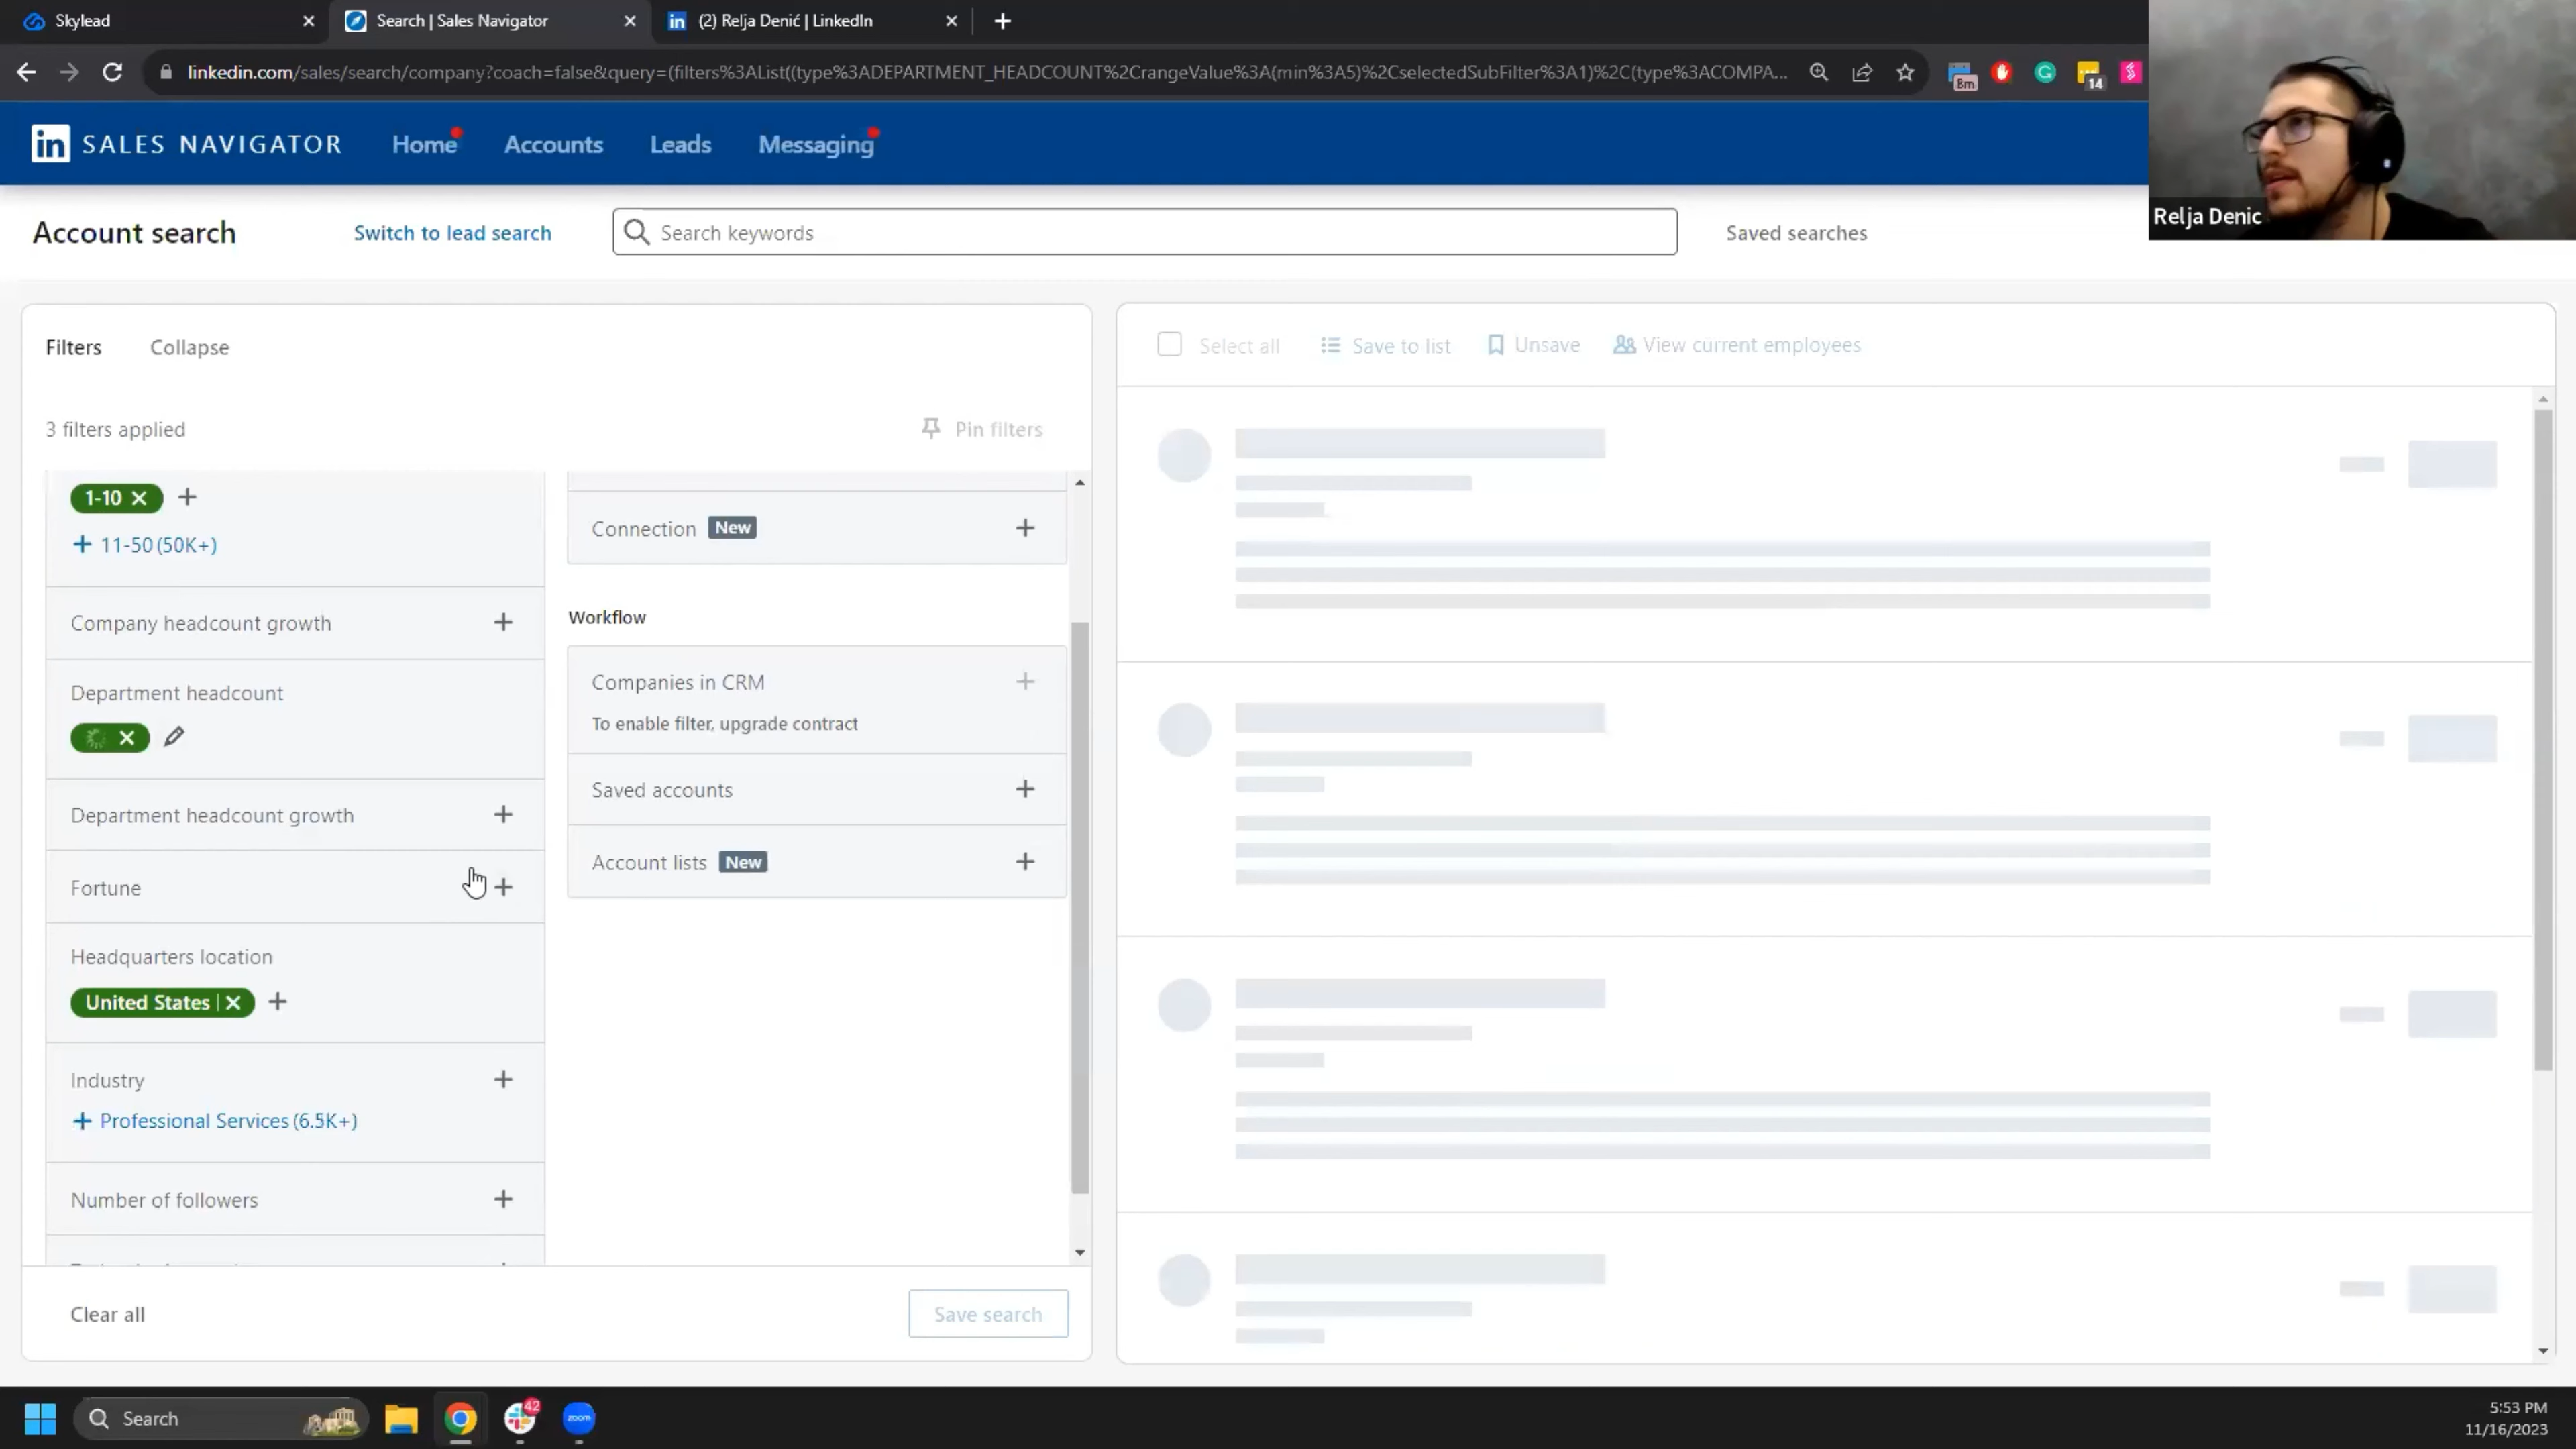 Skylead
Search | Sales Navigator
(2) Relja Denić | LinkedIn
linkedin.com/sales/search/company?coach=false&query=(filters%3AList((type%3ADEPARTMENT_HEADCOUNT%2CrangeValue%3A(min%3A5)%2CselectedSubFilter%3A1)%2C(type%3ACOMPA...
8m
14
in SALES NAVIGATOR
Home
Accounts
Leads
Messaging
Relja Denic
Account search
Switch to lead search
Search keywords
Saved searches
Filters
Collapse
3 filters applied
Pin filters
1-10
+ 11-50 (50K+)
Company headcount growth
Department headcount
Department headcount growth
Fortune
Headquarters location
United States
Industry
+ Professional Services (6.5K+)
Number of followers
Connection New
Workflow
Companies in CRM
To enable filter, upgrade contract
Saved accounts
Account lists New
Clear all
Save search
Select all
Save to list
Unsave
View current employees
Search
42
zoom
5:53 PM
11/16/2023